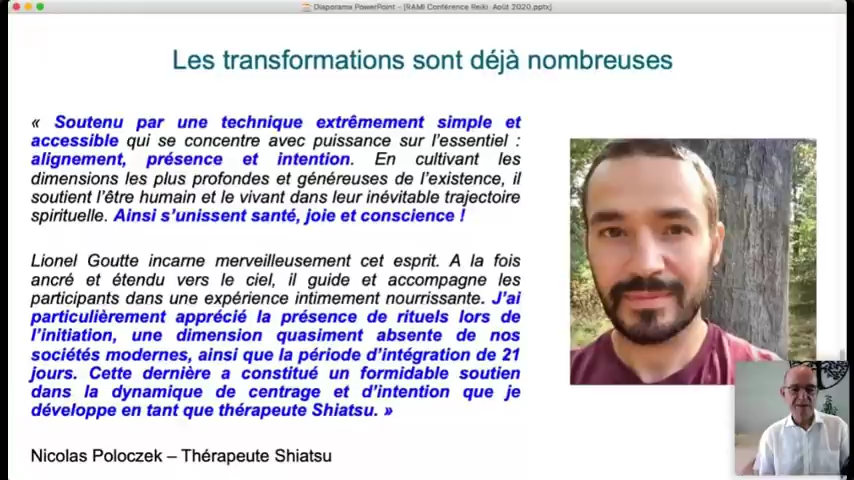 Diaporama PowerPoint - [RAMI Conférence Reiki Août 2020.pptx]
Les transformations sont déjà nombreuses
« Soutenu par une technique extrêmement simple et
accessible qui se concentre avec puissance sur l’essentiel :
alignement, présence et intention. En cultivant les
dimensions les plus profondes et généreuses de l’existence, il
soutient l’être humain et le vivant dans leur inévitable trajectoire
spirituelle. Ainsi s’unissent santé, joie et conscience !
Lionel Goutte incarne merveilleusement cet esprit. A la fois
ancré et étendu vers le ciel, il guide et accompagne les
participants dans une expérience intimement nourrissante. J’ai
particulièrement apprécié la présence de rituels lors de
l’initiation, une dimension quasiment absente de nos
sociétés modernes, ainsi que la période d’intégration de 21
jours. Cette dernière a constitué un formidable soutien
dans la dynamique de centrage et d’intention que je
développe en tant que thérapeute Shiatsu. »
Nicolas Poloczek – Thérapeute Shiatsu